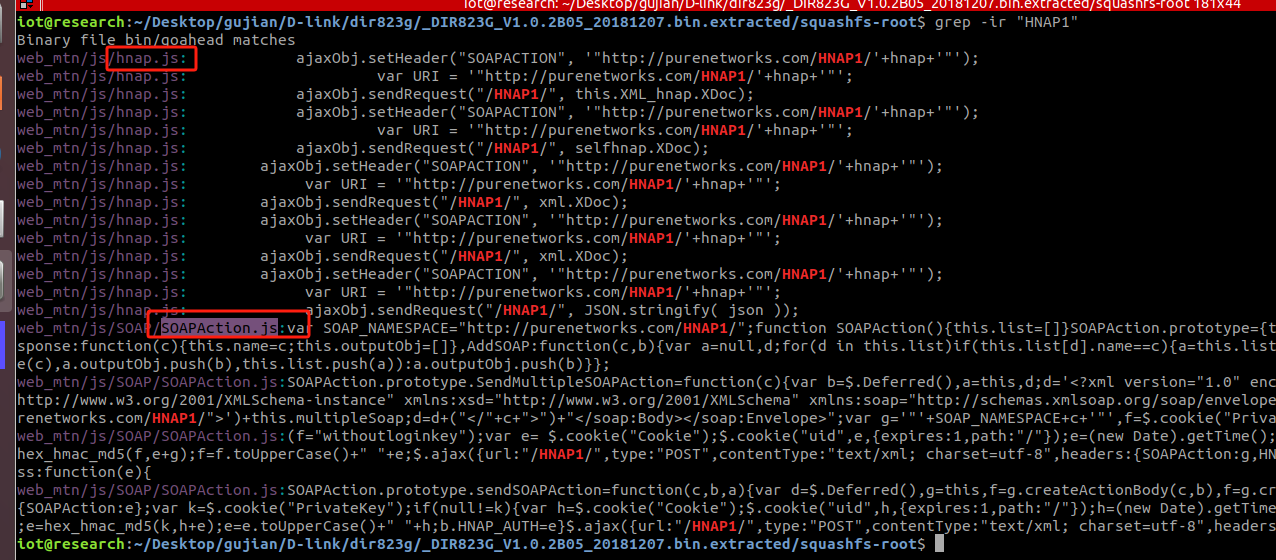 iot@research: ~/Desktop/gujian/D-link/dir823g/_DIR823G_V1.0.2B05_20181207.bin.extracted/squashfs-root 181x44
iot@research:~/Desktop/gujian/D-link/dir823g/_DIR823G_V1.0.2B05_20181207.bin.extracted/squashfs-root$ grep -ir "HNAP1"
Binary file bin/goahead matches
web_mtn/js/hnap.js:            ajaxObj.setHeader("SOAPACTION", '"http://purenetworks.com/HNAP1/'+hnap+'"');
web_mtn/js/hnap.js:                     var URI = '"http://purenetworks.com/HNAP1/'+hnap+'"';
web_mtn/js/hnap.js:            ajaxObj.sendRequest("/HNAP1/", this.XML_hnap.XDoc);
web_mtn/js/hnap.js:            ajaxObj.setHeader("SOAPACTION", '"http://purenetworks.com/HNAP1/'+hnap+'"');
web_mtn/js/hnap.js:                     var URI = '"http://purenetworks.com/HNAP1/'+hnap+'"';
web_mtn/js/hnap.js:            ajaxObj.sendRequest("/HNAP1/", selfhnap.XDoc);
web_mtn/js/hnap.js:        ajaxObj.setHeader("SOAPACTION", '"http://purenetworks.com/HNAP1/'+hnap+'"');
web_mtn/js/hnap.js:             var URI = '"http://purenetworks.com/HNAP1/'+hnap+'"';
web_mtn/js/hnap.js:        ajaxObj.sendRequest("/HNAP1/", xml.XDoc);
web_mtn/js/hnap.js:        ajaxObj.setHeader("SOAPACTION", '"http://purenetworks.com/HNAP1/'+hnap+'"');
web_mtn/js/hnap.js:             var URI = '"http://purenetworks.com/HNAP1/'+hnap+'"';
web_mtn/js/hnap.js:        ajaxObj.sendRequest("/HNAP1/", xml.XDoc);
web_mtn/js/hnap.js:        ajaxObj.setHeader("SOAPACTION", '"http://purenetworks.com/HNAP1/'+hnap+'"');
web_mtn/js/hnap.js:             var URI = '"http://purenetworks.com/HNAP1/'+hnap+'"';
web_mtn/js/hnap.js:             ajaxObj.sendRequest("/HNAP1/", JSON.stringify( json ));
web_mtn/js/SOAP/SOAPAction.js:var SOAP_NAMESPACE="http://purenetworks.com/HNAP1/";function SOAPAction(){this.list=[]}SOAPAction.prototype={t
sponse:function(c){this.name=c;this.outputObj=[]},AddSOAP:function(c,b){var a=null,d;for(d in this.list)if(this.list[d].name==c){a=this.list
e(c),a.outputObj.push(b),this.list.push(a)):a.outputObj.push(b)}};
web_mtn/js/SOAP/SOAPAction.js:SOAPAction.prototype.SendMultipleSOAPAction=function(c){var b=$.Deferred(),a=this,d;d='<?xml version="1.0" enc
http://www.w3.org/2001/XMLSchema-instance" xmlns:xsd="http://www.w3.org/2001/XMLSchema" xmlns:soap="http://schemas.xmlsoap.org/soap/envelope
renetworks.com/HNAP1/">')+this.multipleSoap;d=d+("</"+c+">")+"</soap:Body></soap:Envelope>";var g='"'+SOAP_NAMESPACE+c+'"',f=$.cookie("Priva
web_mtn/js/SOAP/SOAPAction.js:(f="withoutloginkey");var e= $.cookie("Cookie");$.cookie("uid",e,{expires:1,path:"/"});e=(new Date).getTime();
hex_hmac_md5(f,e+g);f=f.toUpperCase()+" "+e;$.ajax({url:"/HNAP1/",type:"POST",contentType:"text/xml; charset=utf-8",headers:{SOAPAction:g,HN
ss:function(e){
web_mtn/js/SOAP/SOAPAction.js:SOAPAction.prototype.sendSOAPAction=function(c,b,a){var d=$.Deferred(),g=this,f=g.createActionBody(c,b),f=g.cr
{SOAPAction:e};var k=$.cookie("PrivateKey");if(null!=k){var h=$.cookie("Cookie");$.cookie("uid",h,{expires:1,path:"/"});h=(new Date).getTime
;e=hex_hmac_md5(k,h+e);e=e.toUpperCase()+" "+h;b.HNAP_AUTH=e}$.ajax({url:"/HNAP1/",type:"POST",contentType:"text/xml; charset=utf-8",headers
iot@research:~/Desktop/gujian/D-link/dir823g/_DIR823G_V1.0.2B05_20181207.bin.extracted/squashfs-root$